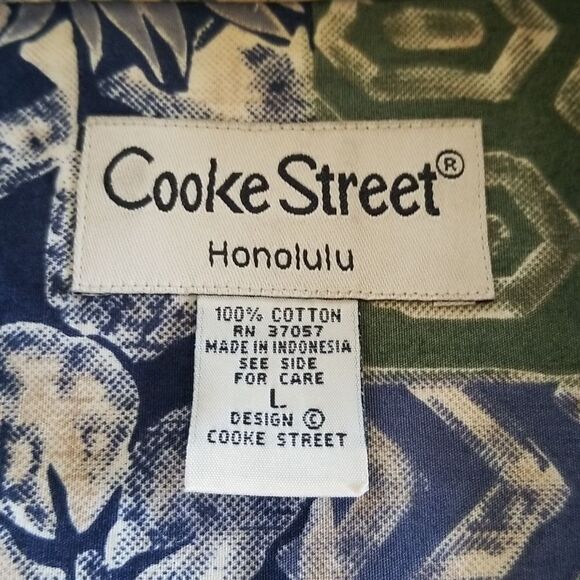 Cooke Street®
Honolulu
100% COTTON
RN 37057
MADE IN INDONESIA
SEE SIDE
FOR CARE
L
DESIGN ©
COOKE STREET